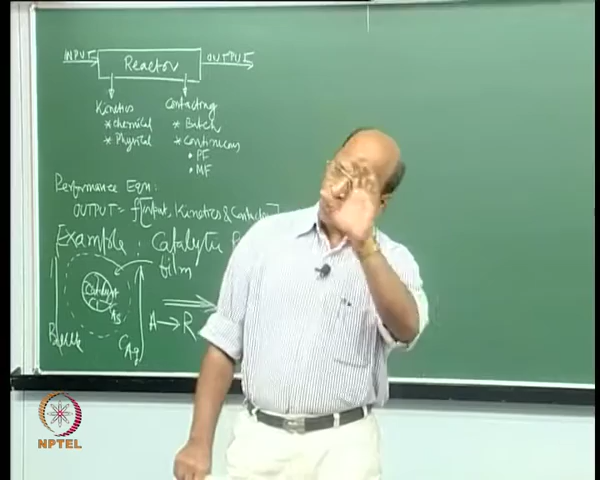 INPUT Reactor OUTPUT
Kinetics Contacting
* chemical * Batch
* Physical * Continuous
• PF
• MF
Performance Eqn:
OUTPUT = f[input, Kinetics & Contacting]
Example : Catalytic
film
Catalyst
A → R
Bulk
CAg
NPTEL